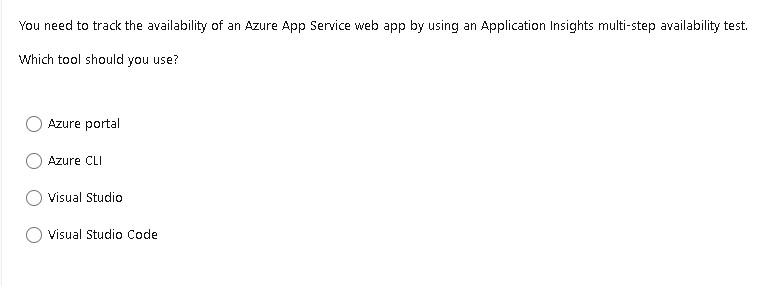 You need to track the availability of an Azure App Service web app by using an Application Insights multi-step availability test.
Which tool should you use?
Azure portal
Azure CLI
Visual Studio
Visual Studio Code